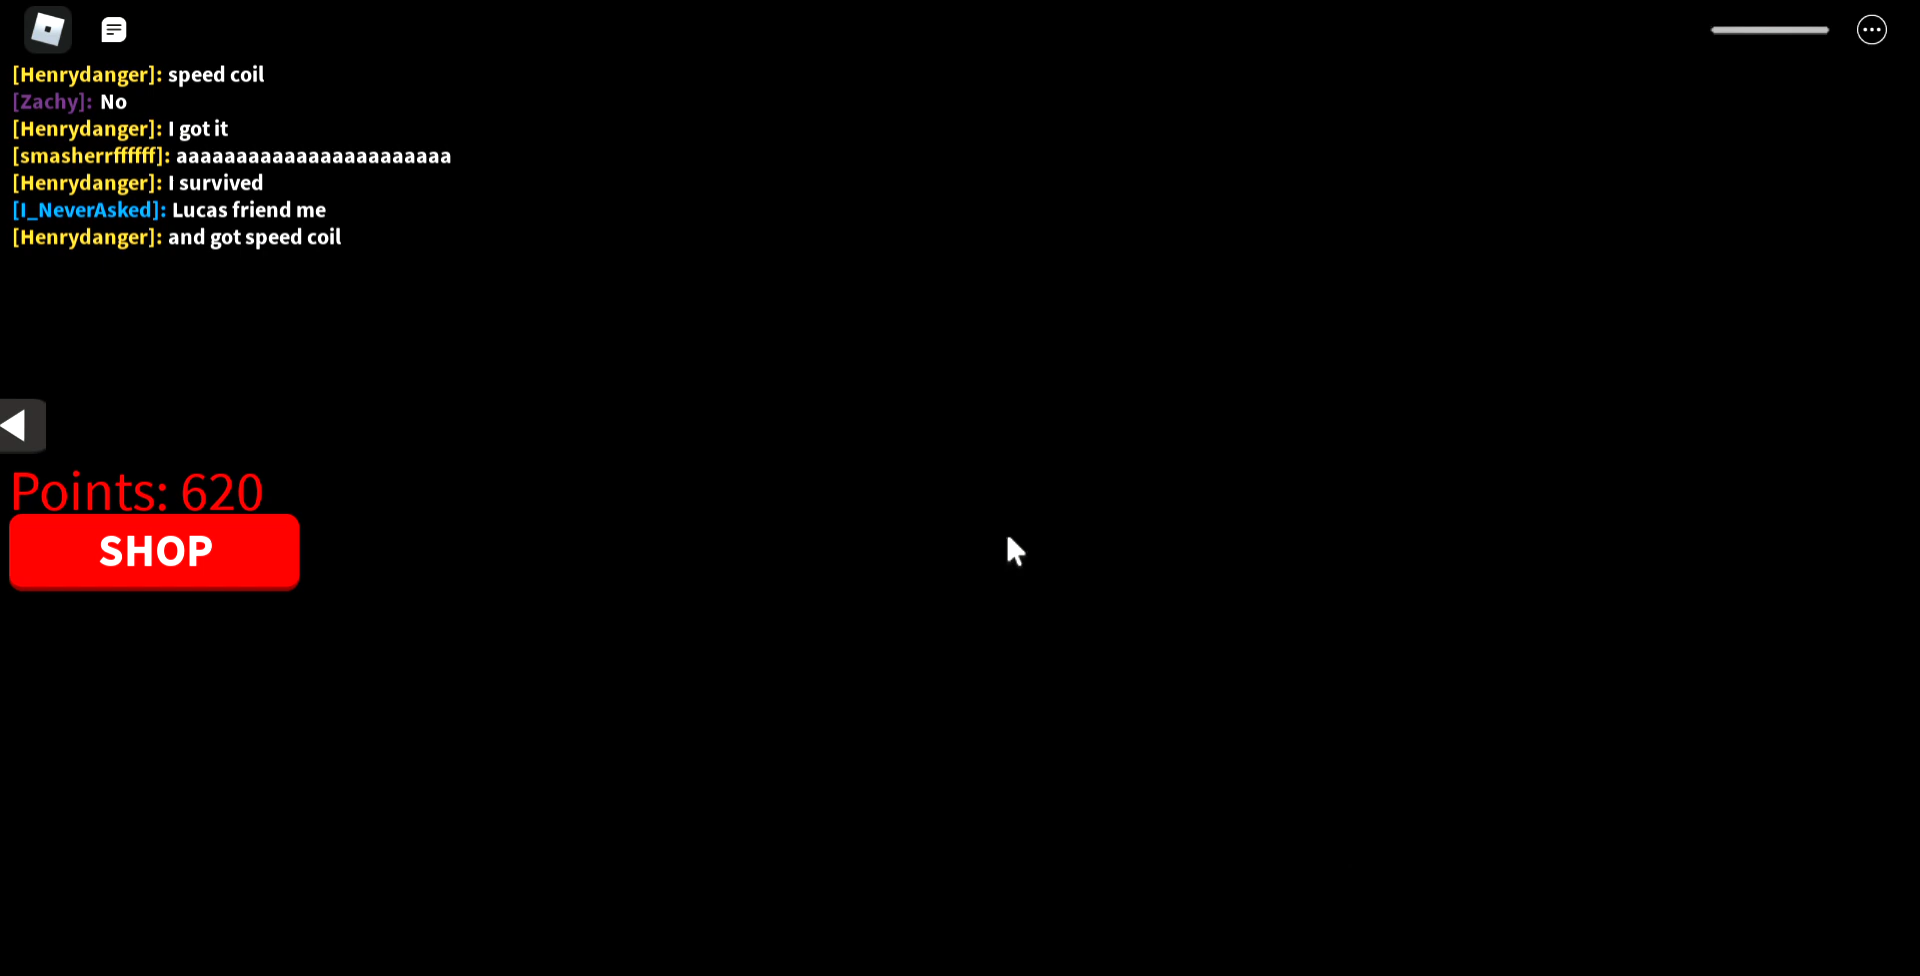 [Henrydanger]: speed coil
[Zachy]: No
[Henrydanger]: I got it
[smasherrffffff]: aaaaaaaaaaaaaaaaaaaaaaa
[Henrydanger]: I survived
[I_NeverAsked]: Lucas friend me
[Henrydanger]: and got speed coil
Points: 620
SHOP